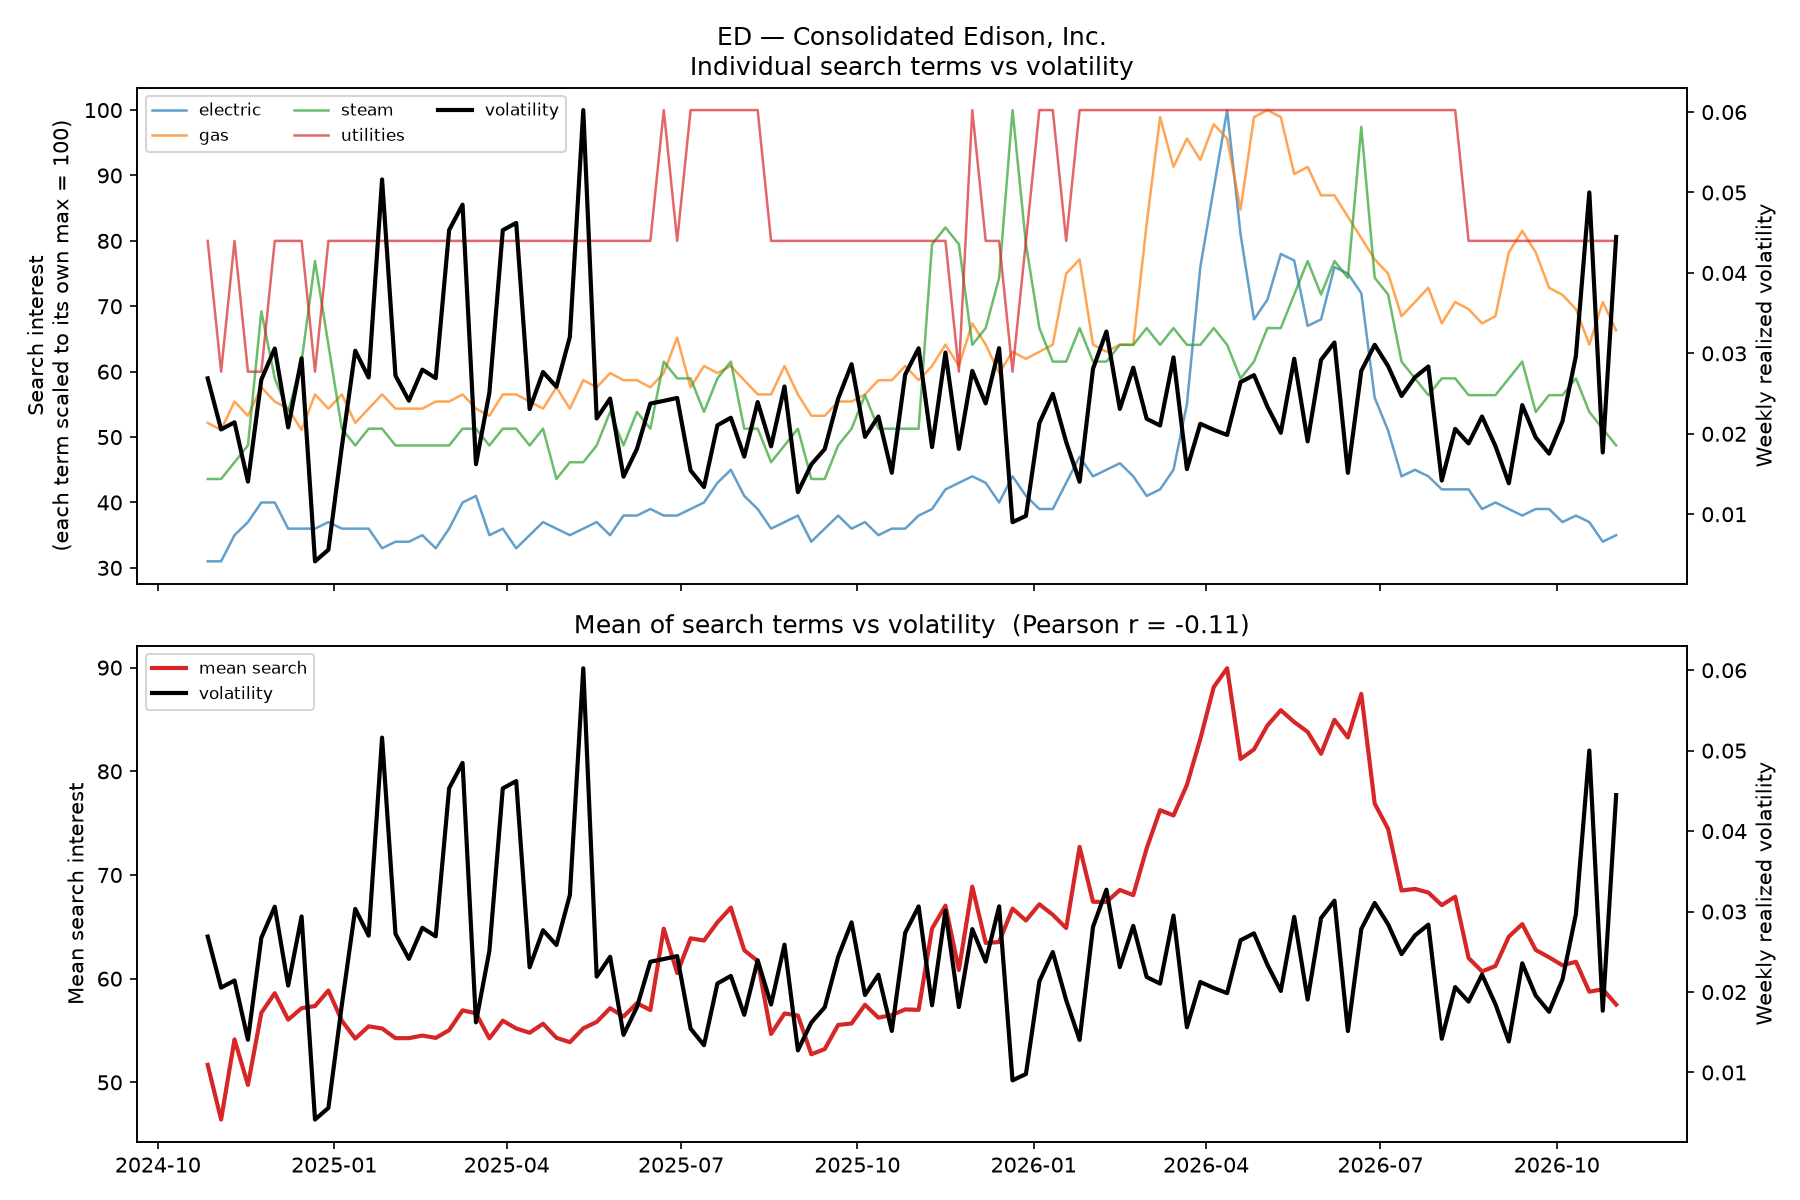 ED — Consolidated Edison, Inc.
Individual search terms vs volatility
electric
gas
steam
utilities
volatility
Search interest
(each term scaled to its own max = 100)
100
90
80
70
60
50
40
30
0.06
0.05
0.04
0.03
0.02
0.01
Weekly realized volatility
Mean of search terms vs volatility (Pearson r = -0.11)
mean search
volatility
Mean search interest
90
80
70
60
50
0.06
0.05
0.04
0.03
0.02
0.01
Weekly realized volatility
2024-10
2025-01
2025-04
2025-07
2025-10
2026-01
2026-04
2026-07
2026-10